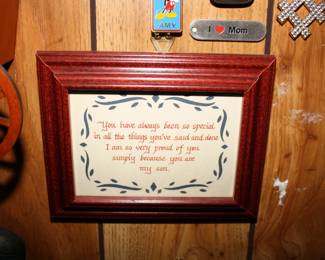 AMY
I ♥ Mom
"You have always been so special
in all the things you've said and done
I am so very proud of you
simply because you are
my son.